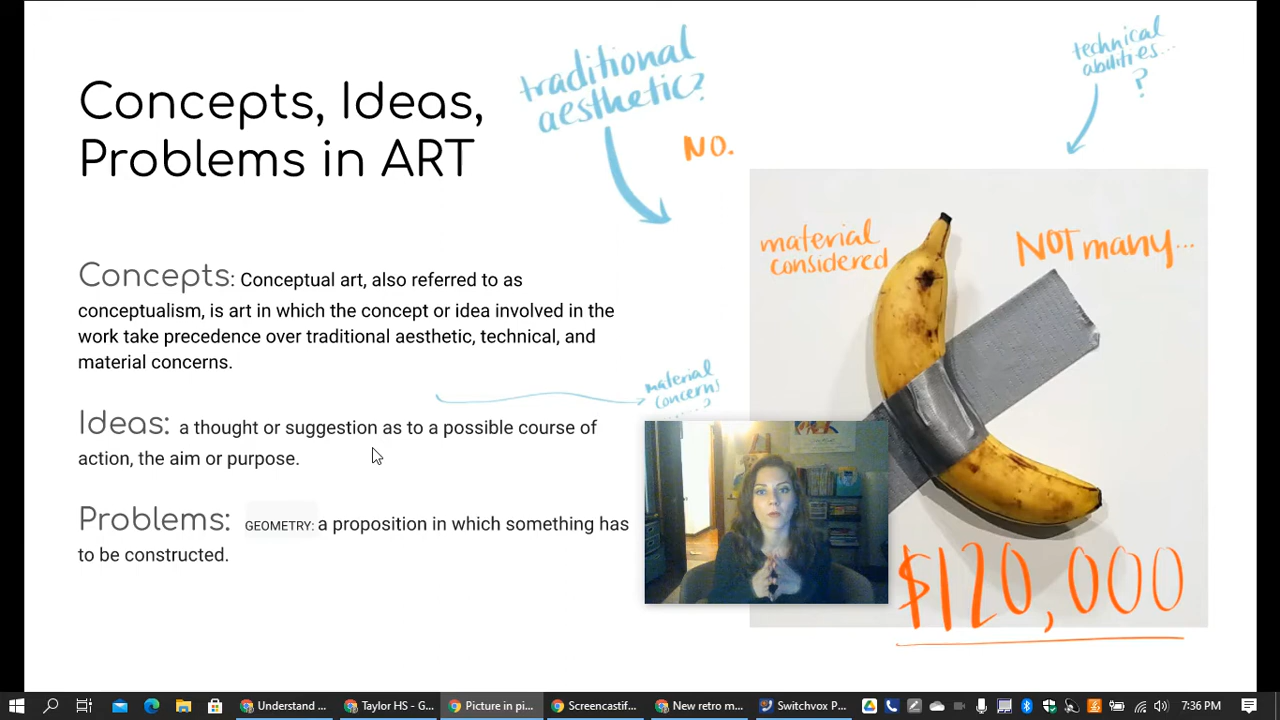 Concepts, Ideas,
Problems in ART
traditional
aesthetic?
NO.
technical
abilities...
?
material
considered
NOT many...
Concepts: Conceptual art, also referred to as
conceptualism, is art in which the concept or idea involved in the
work take precedence over traditional aesthetic, technical, and
material concerns.
material
concerns
....?
Ideas: a thought or suggestion as to a possible course of
action, the aim or purpose.
Problems: GEOMETRY: a proposition in which something has
to be constructed.
$120,000
Understand ...
Taylor HS - G...
Picture in pi...
Screencastif...
New retro m...
Switchvox P...
7:36 PM